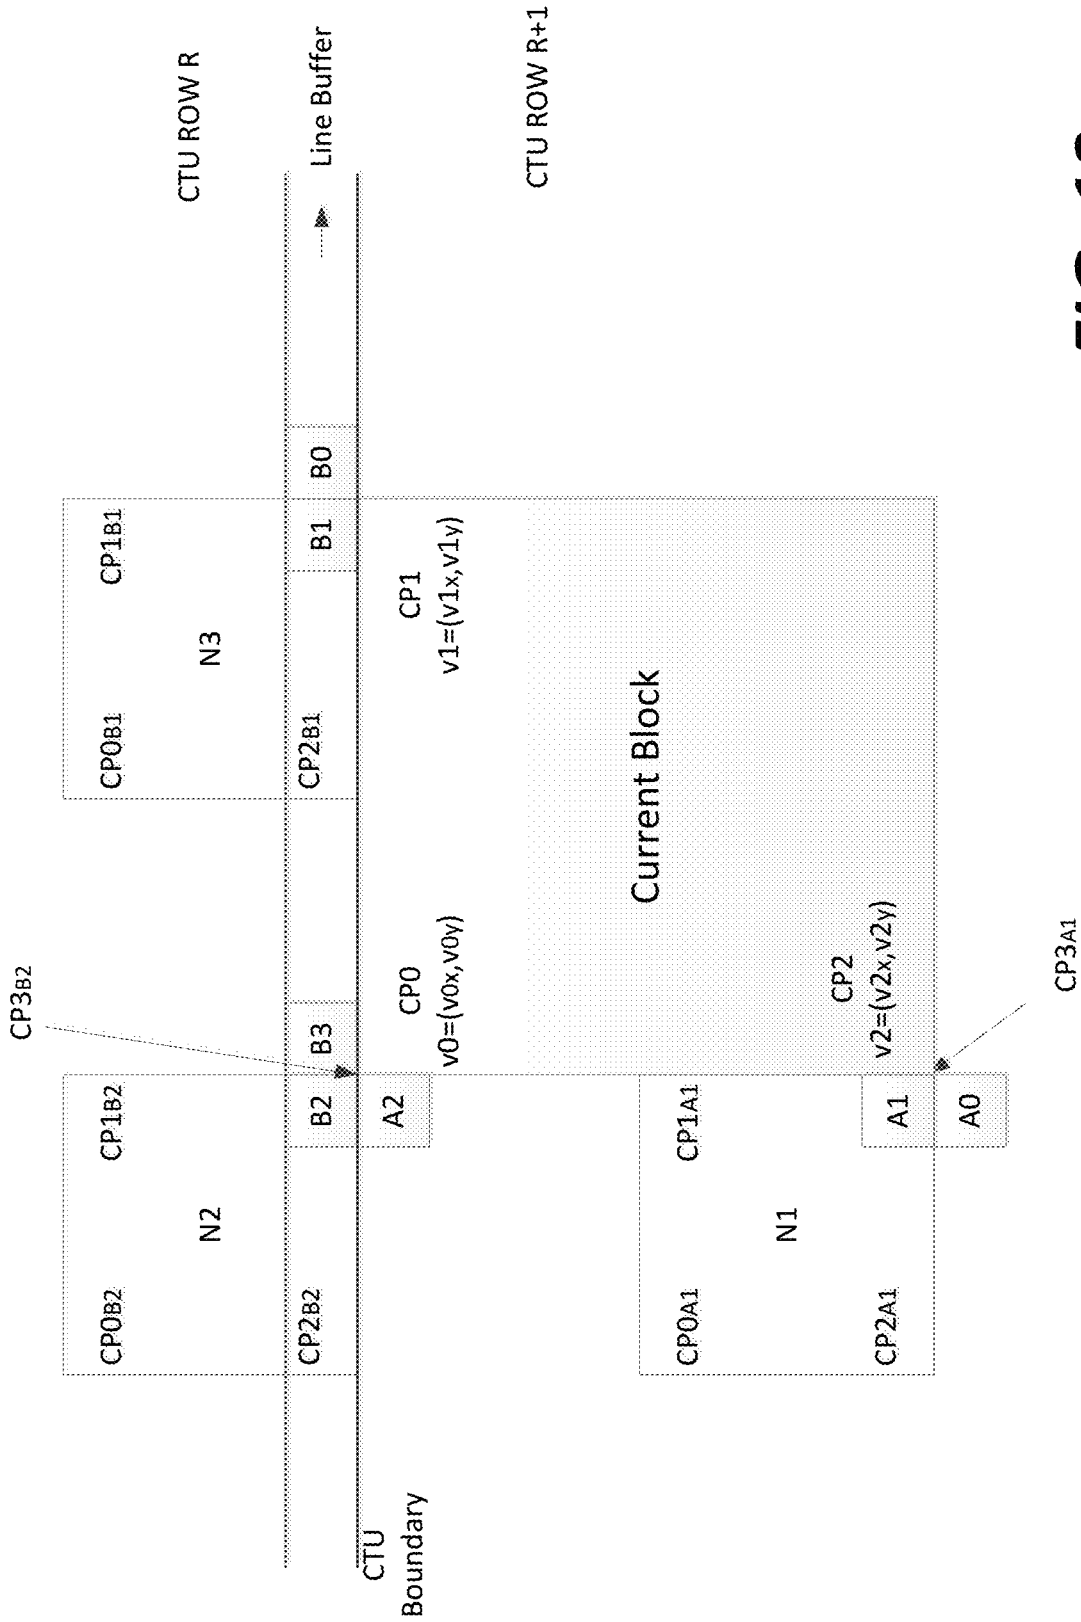 CP3B2
CP0B2
CP1B2
CP0B1
CP1B1
CTU ROW R
N2
N3
CP2B2
B2
B3
CP2B1
B1
B0
Line Buffer
CTU
Boundary
A2
CP0
v0=(v0x,v0y)
CP1
v1=(v1x,v1y)
CTU ROW R+1
Current Block
CP0A1
CP1A1
N1
CP2
v2=(v2x,v2y)
CP2A1
A1
A0
CP3A1